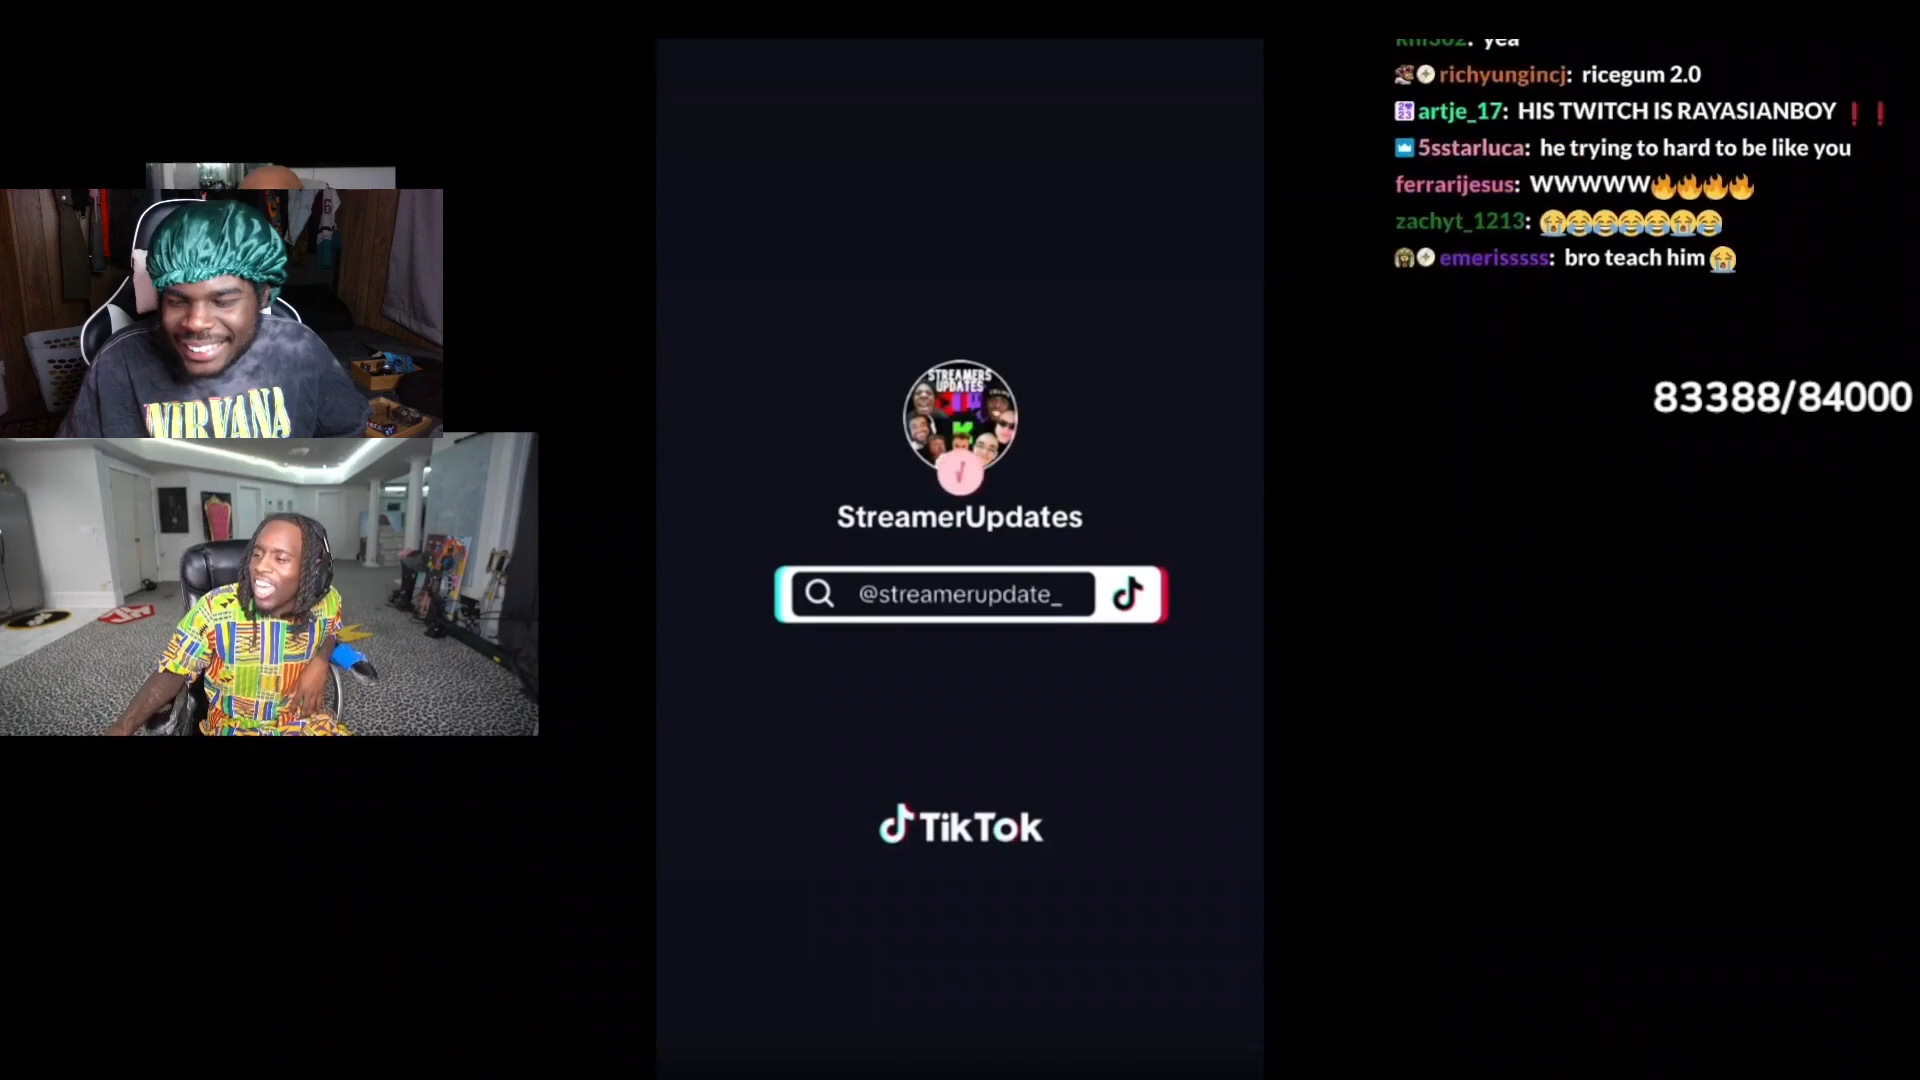 yea
richyungincj: ricegum 2.0
artje_17: HIS TWITCH IS RAYASIANBOY ❗❗
5sstarluca: he trying to hard to be like you
ferrarijesus: WWWWW🔥🔥🔥🔥
zachyt_1213: 😭😂😂😂😂😭😂
emerisssss: bro teach him 😭
83388/84000
NIRVANA
STREAMERS
UPDATES
StreamerUpdates
@streamerupdate_
TikTok